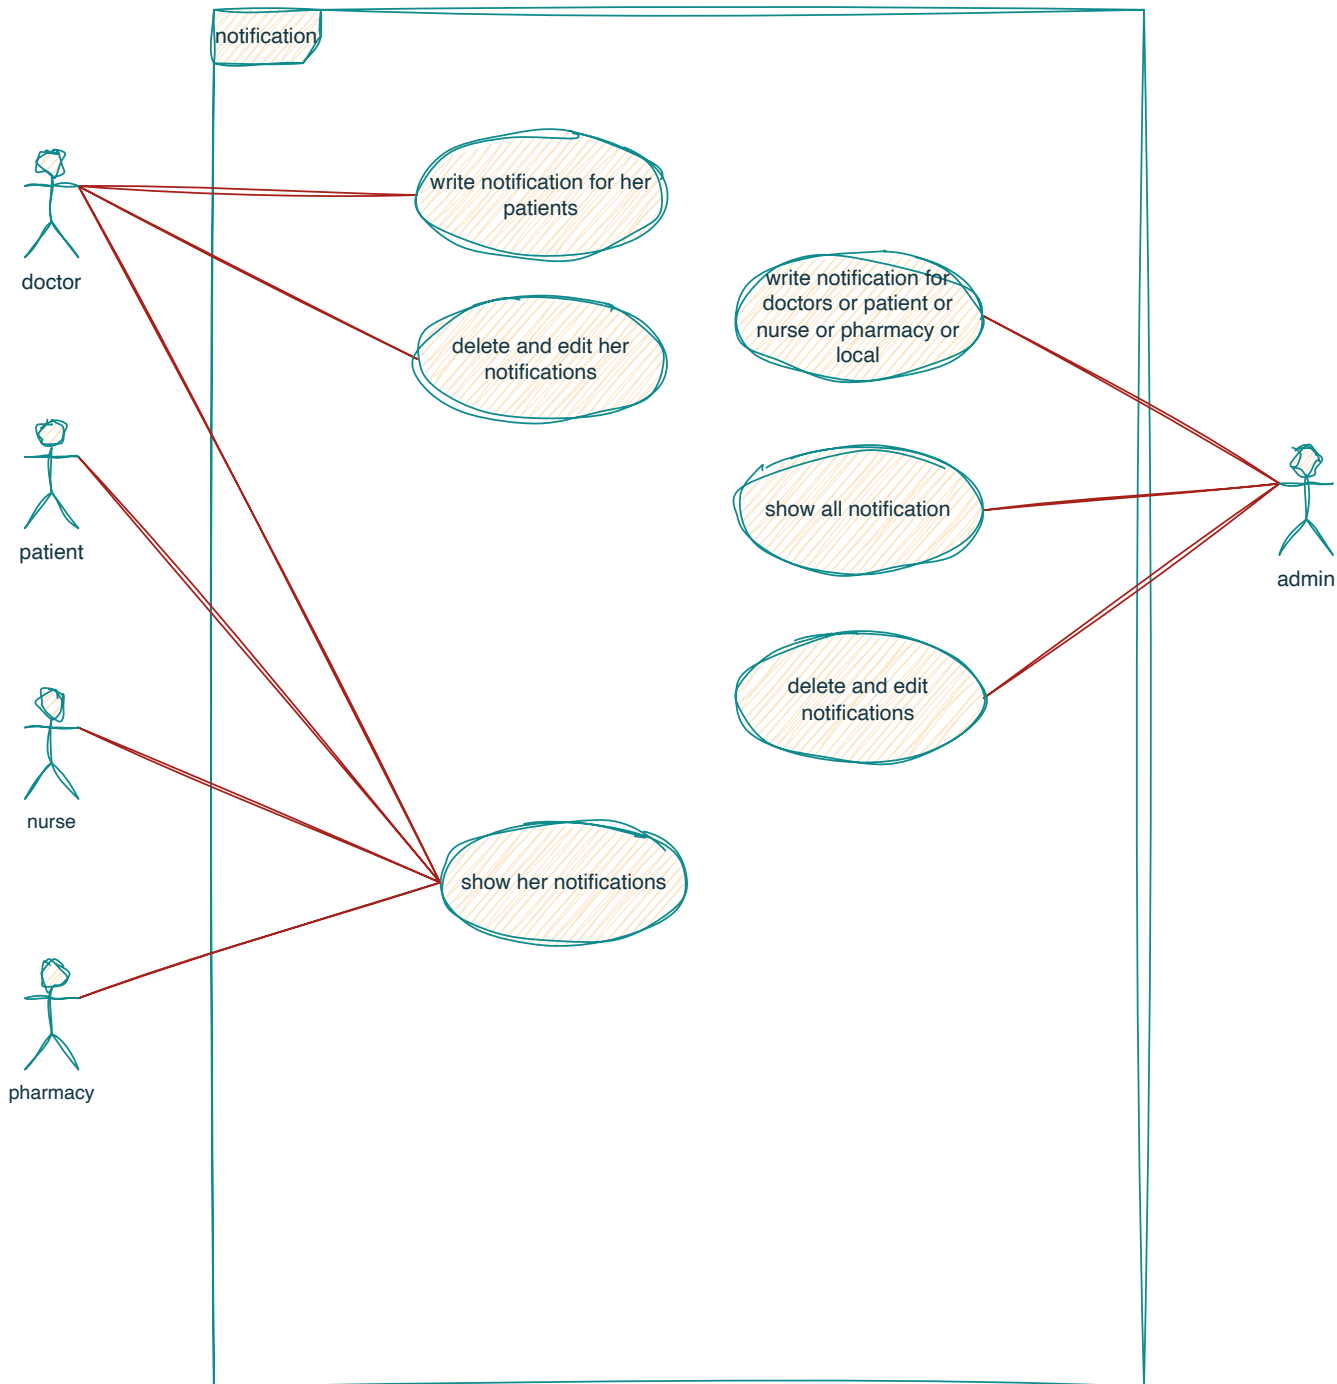 notification
write notification for her
patients
doctor
write notification for
doctors or patient or
nurse or pharmacy or
local
delete and edit her
notifications
show all notification
patient
admin
delete and edit
notifications
nurse
show her notifications
pharmacy